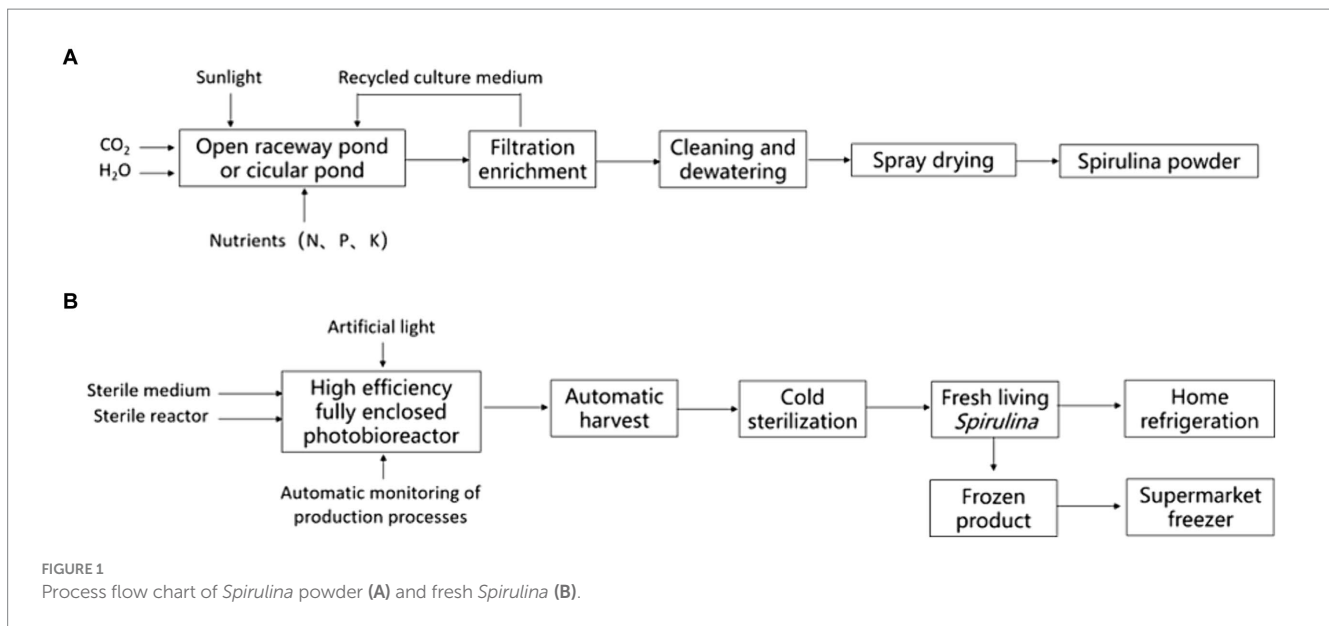 A
Sunlight
Recycled culture medium
CO₂
H₂O
Open raceway pond
or cicular pond
Filtration
enrichment
Cleaning and
dewatering
Spray drying
Spirulina powder
Nutrients（N、P、K）
B
Artificial light
Sterile medium
Sterile reactor
High efficiency
fully enclosed
photobioreactor
Automatic
harvest
Cold
sterilization
Fresh living
Spirulina
Home
refrigeration
Automatic monitoring of
production processes
Frozen
product
Supermarket
freezer
FIGURE 1
Process flow chart of Spirulina powder (A) and fresh Spirulina (B).